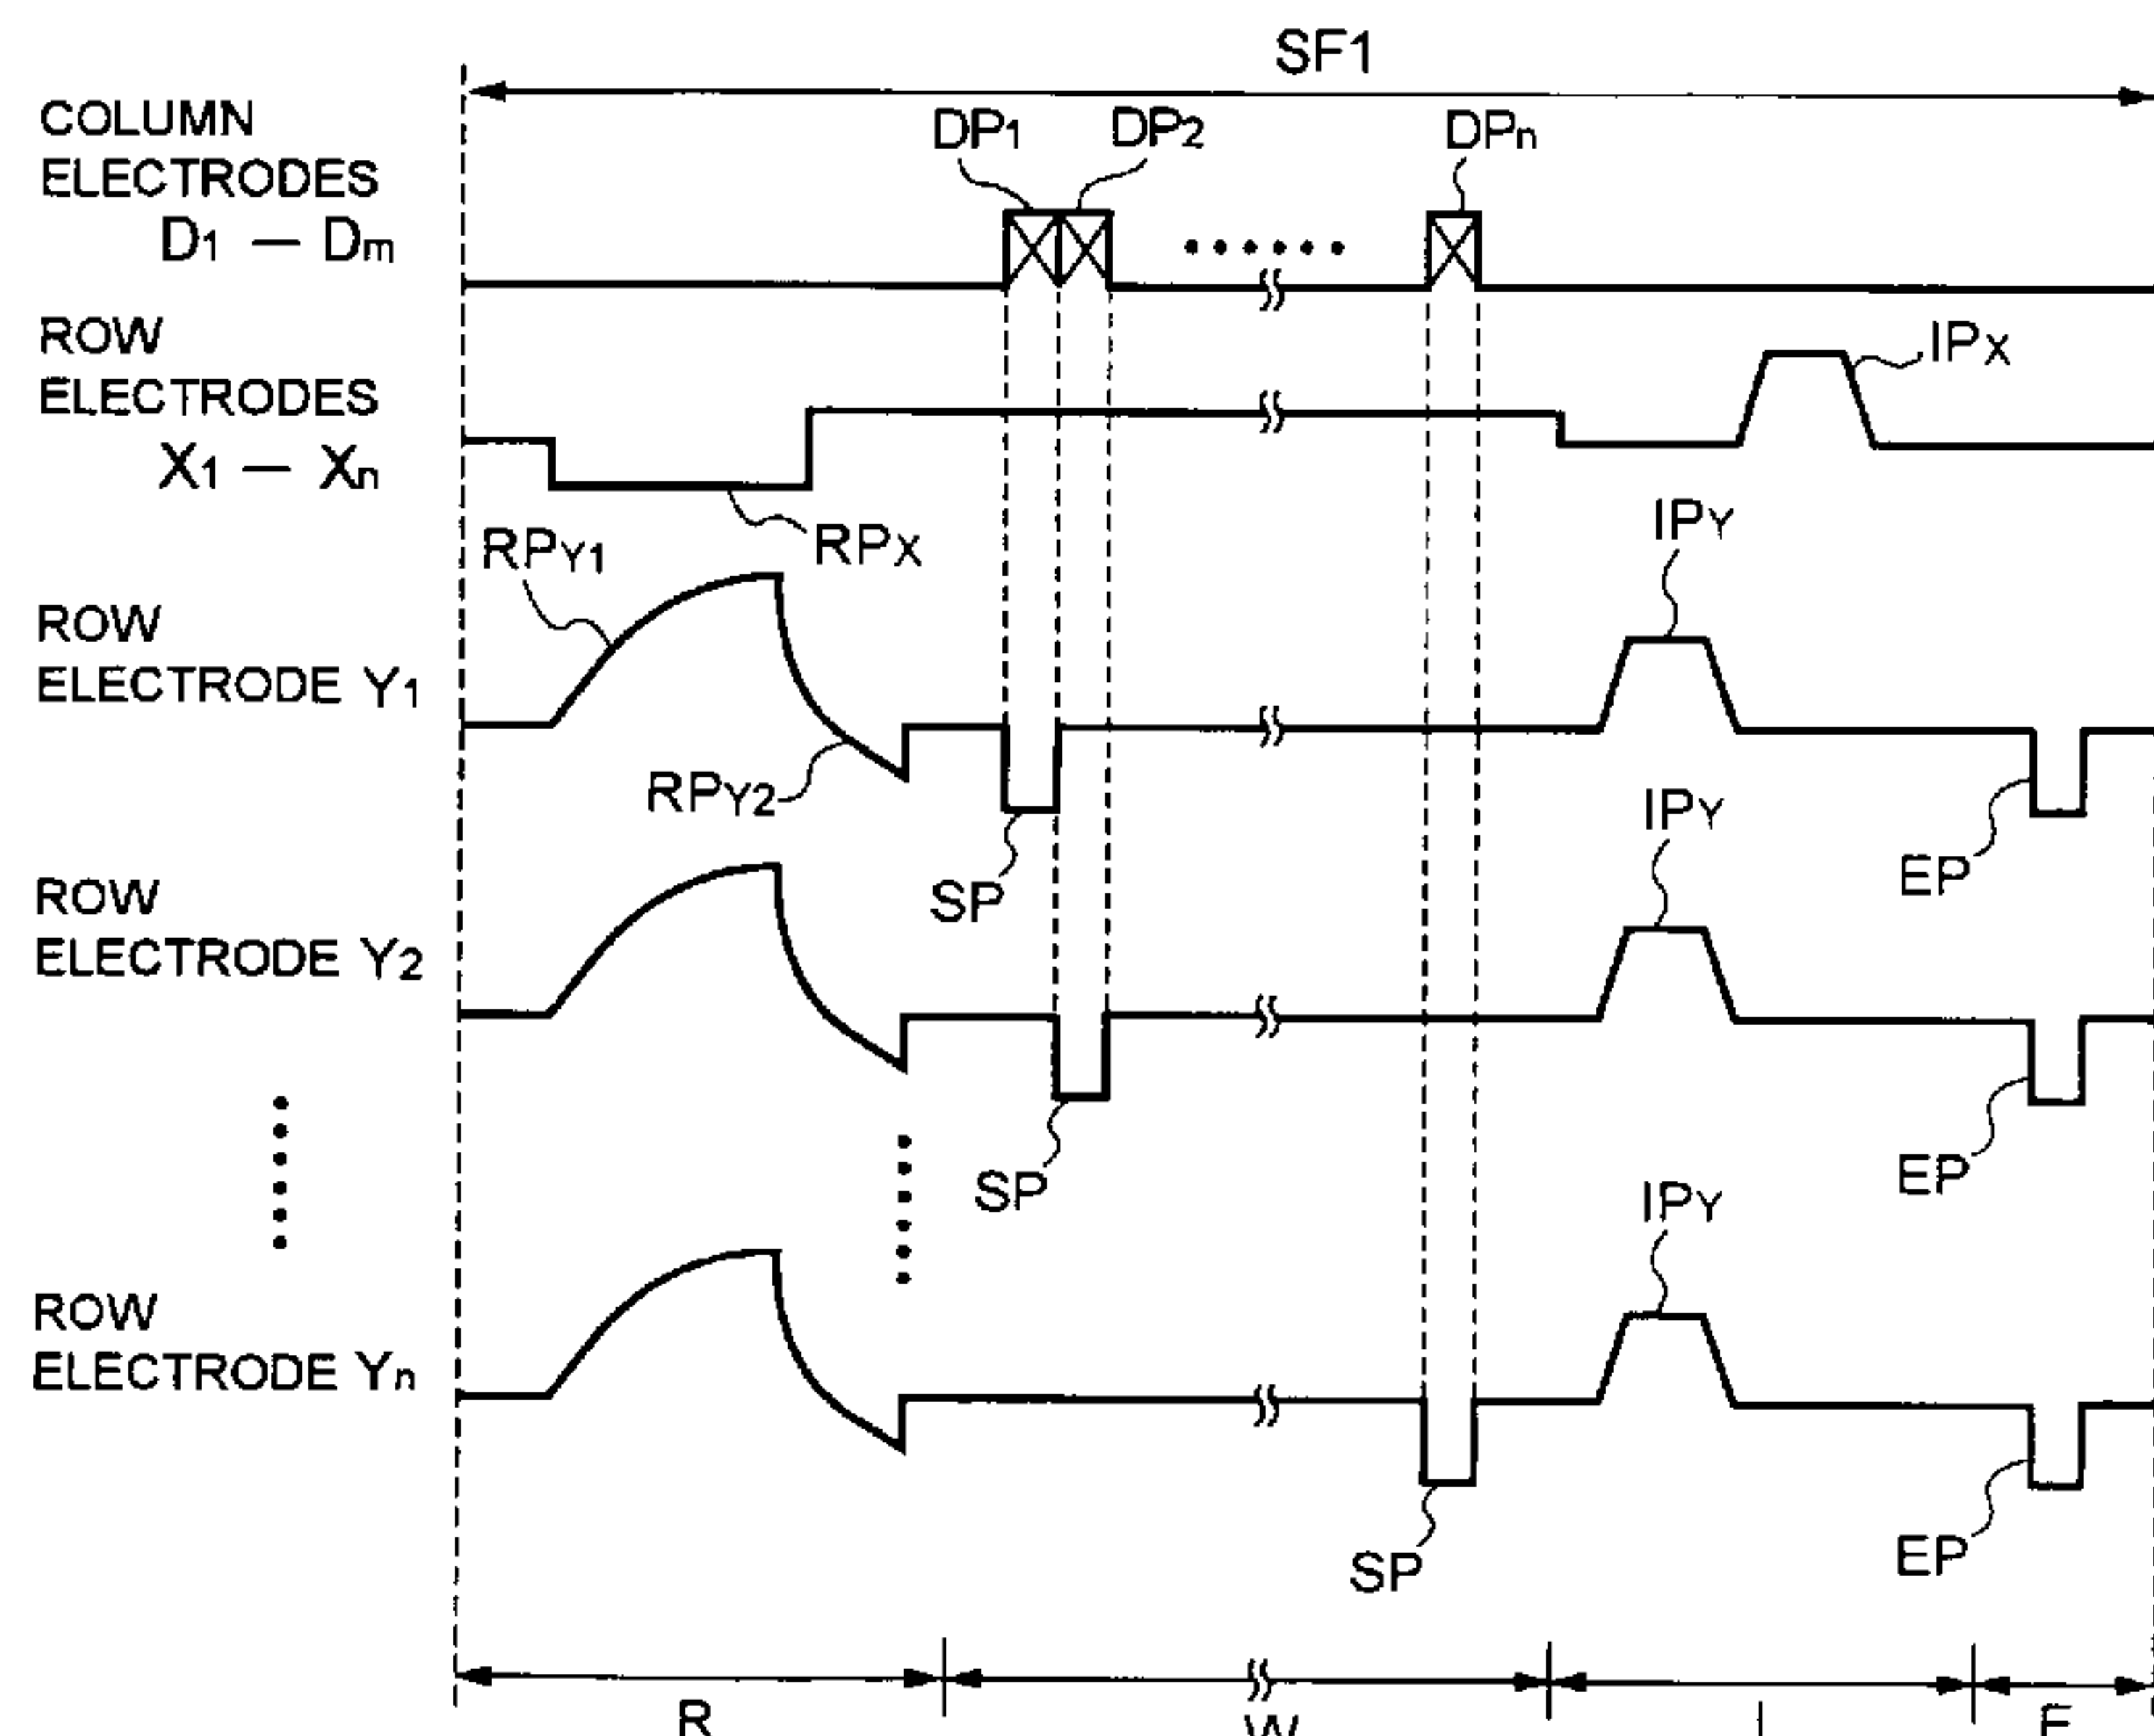 SF1
COLUMN
ELECTRODES
D1 — Dm
DP1
DP2
DPn
ROW
ELECTRODES
X1 — Xn
IPX
RPX
RPY1
IPY
ROW
ELECTRODE Y1
RPY2
SP
IPY
EP
ROW
ELECTRODE Y2
SP
EP
IPY
ROW
ELECTRODE Yn
SP
EP
R
W
I
E